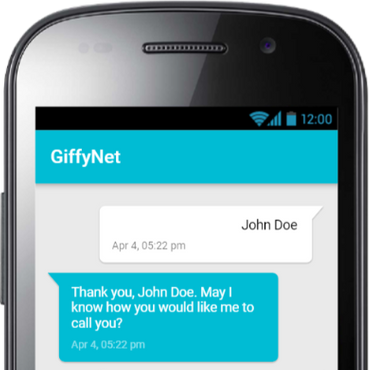 12:00
GiffyNet
John Doe
Apr 4, 05:22 pm
Thank you, John Doe. May I
know how you would like me to
call you?
Apr 4, 05:22 pm